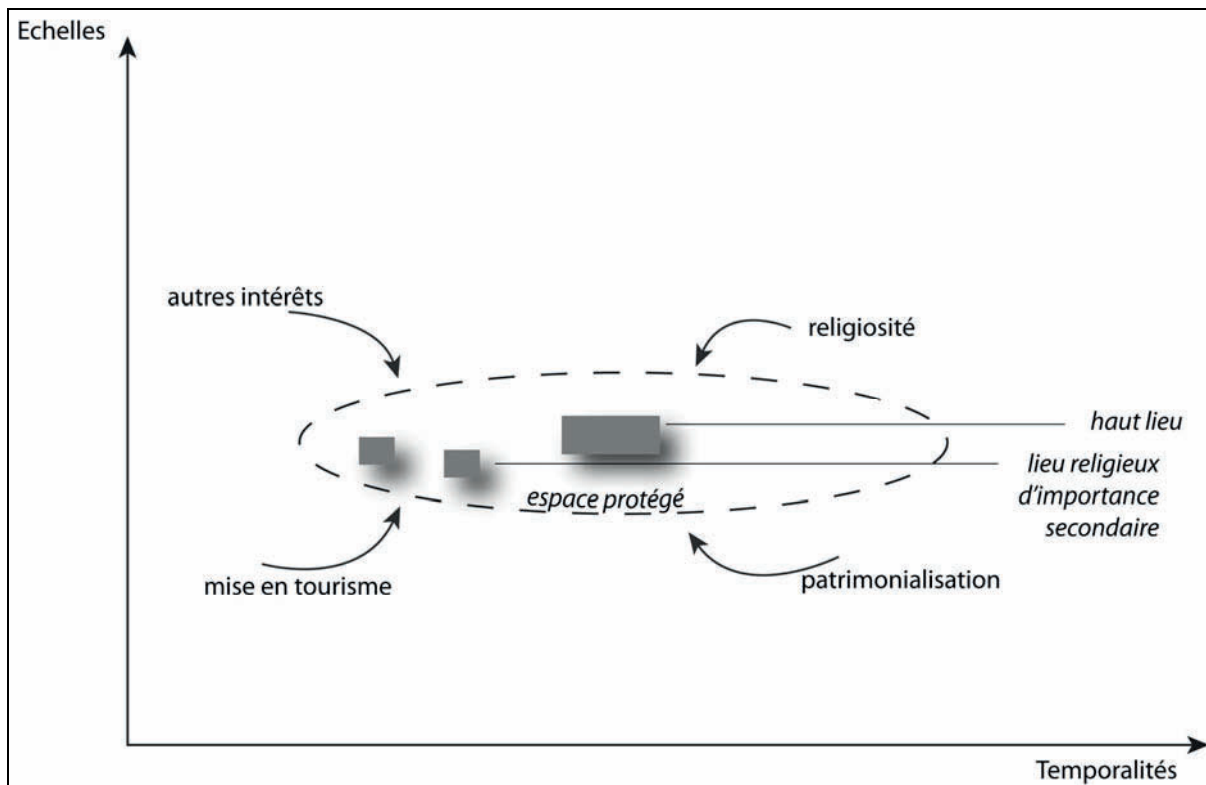 Echelles
autres intérêts
religiosité
haut lieu
lieu religieux
d'importance
secondaire
espace protégé
mise en tourisme
patrimonialisation
Temporalités